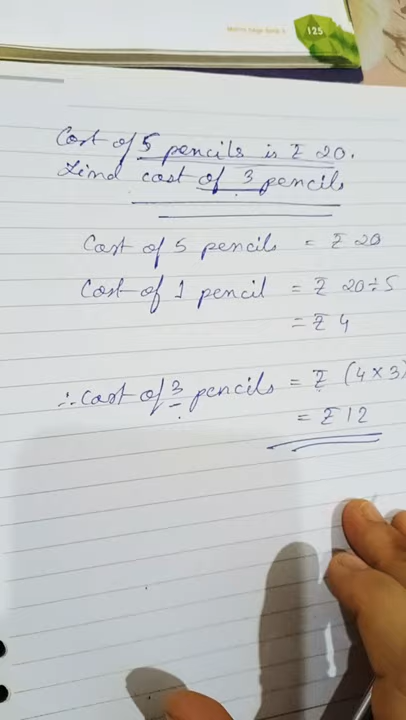 125
Cost of 5 pencils is ₹ 20.
Find cost of 3 pencils
Cost of 5 pencils = ₹ 20
Cost of 1 pencil = ₹ 20÷5
= ₹ 4
∴ cost of 3 pencils = ₹ (4×3)
= ₹ 12